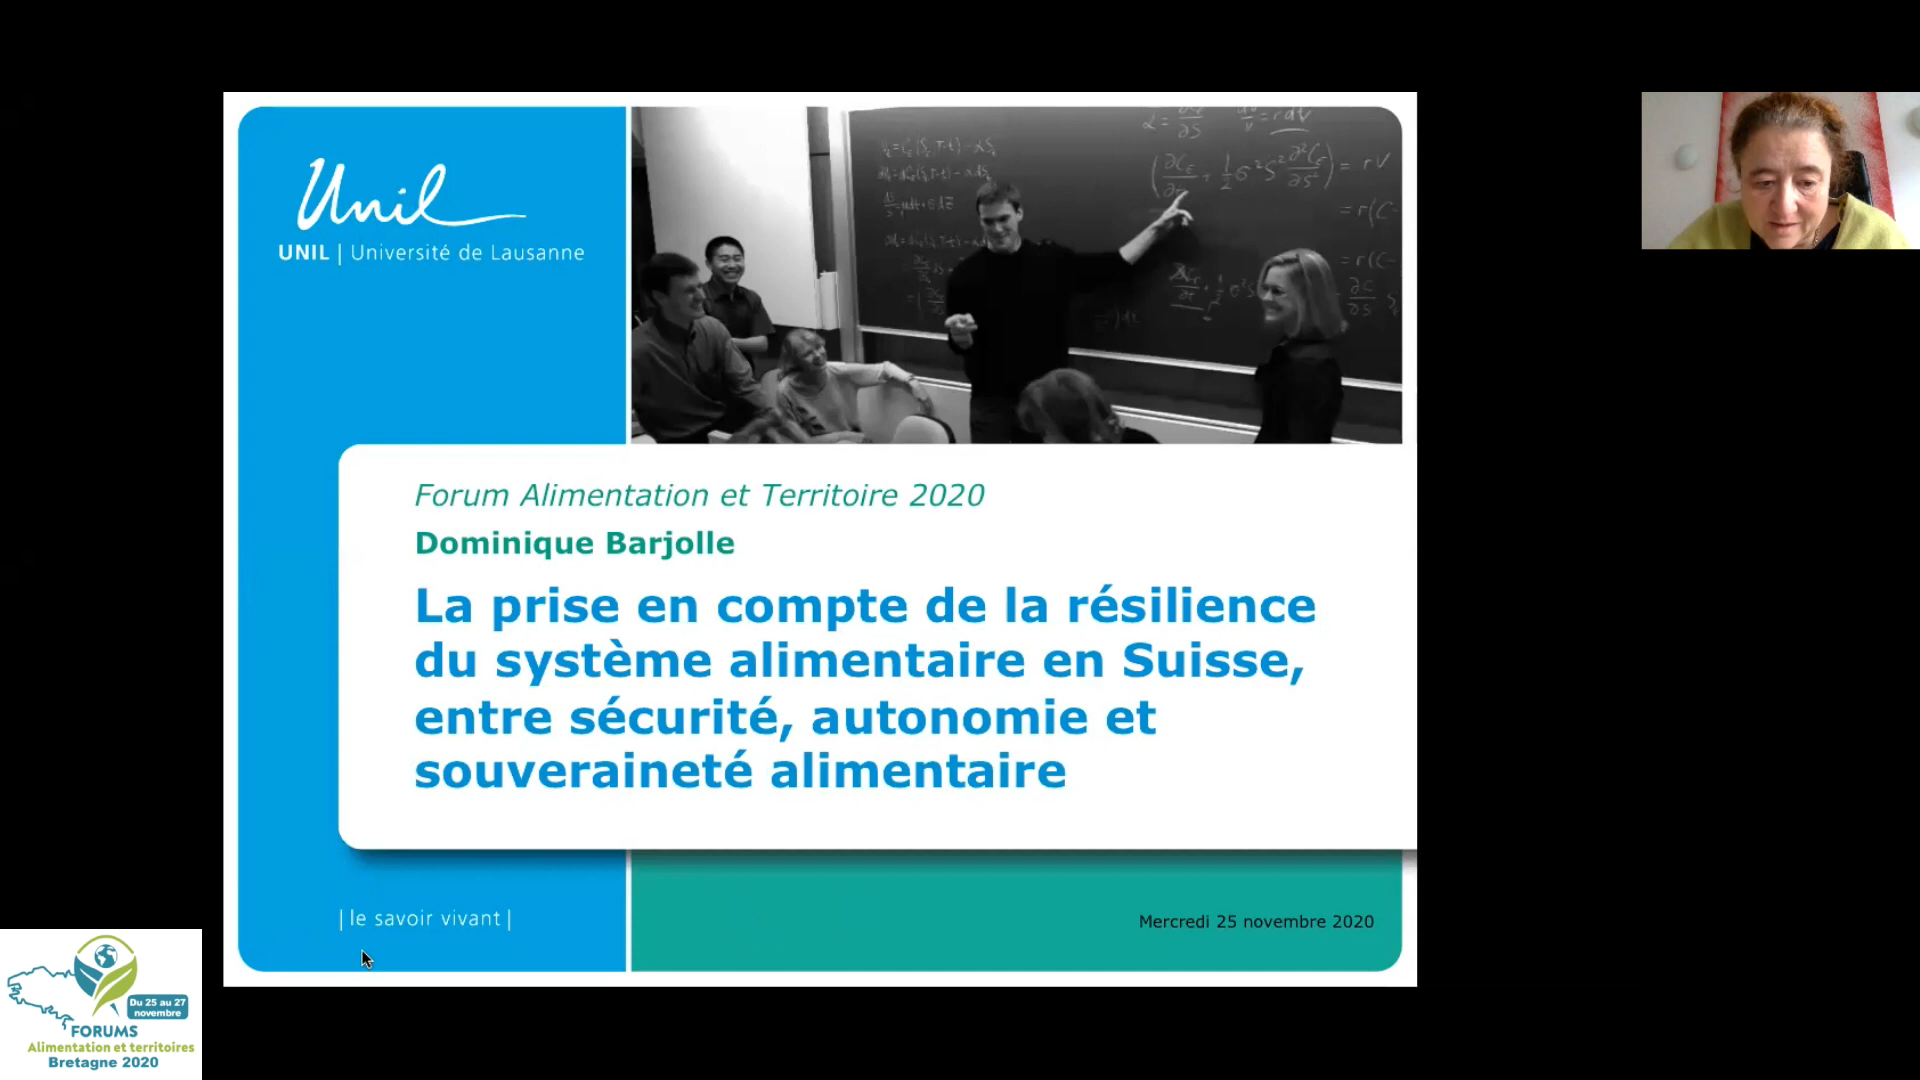 Unil
UNIL | Université de Lausanne
Forum Alimentation et Territoire 2020
Dominique Barjolle
La prise en compte de la résilience
du système alimentaire en Suisse,
entre sécurité, autonomie et
souveraineté alimentaire
| le savoir vivant |
Mercredi 25 novembre 2020
Du 25 au 27
novembre
FORUMS
Alimentation et territoires
Bretagne 2020